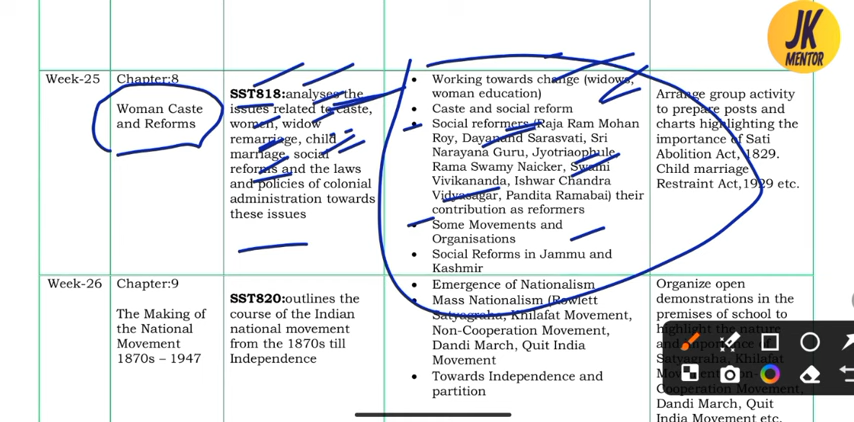 JK
MENTOR
Week-25
Chapter:8
Woman Caste
and Reforms
SST818:analyses the
issues related to caste,
women, widow
remarriage, child
marriage, social
reforms and the laws
and policies of colonial
administration towards
these issues
• Working towards change (widows,
woman education)
• Caste and social reform
• Social reformers (Raja Ram Mohan
Roy, Dayanand Sarasvati, Sri
Narayana Guru, Jyotriaophule,
Rama Swamy Naicker, Swami
Vivikananda, Ishwar Chandra
Vidyasagar, Pandita Ramabai) their
contribution as reformers
• Some Movements and
Organisations
• Social Reforms in Jammu and
Kashmir
Arrange group activity
to prepare posts and
charts highlighting the
importance of Sati
Abolition Act, 1829.
Child marriage
Restraint Act,1929 etc.
Week-26
Chapter:9
The Making of
the National
Movement
1870s – 1947
SST820:outlines the
course of the Indian
national movement
from the 1870s till
Independence
• Emergence of Nationalism
• Mass Nationalism (Rowlett
Satyagraha, Khilafat Movement,
Non-Cooperation Movement,
Dandi March, Quit India
Movement
• Towards Independence and
partition
Organize open
demonstrations in the
premises of school to
highlight the nature
and
Satyagraha, Khilafat
Dandi March, Quit
India Movement etc.